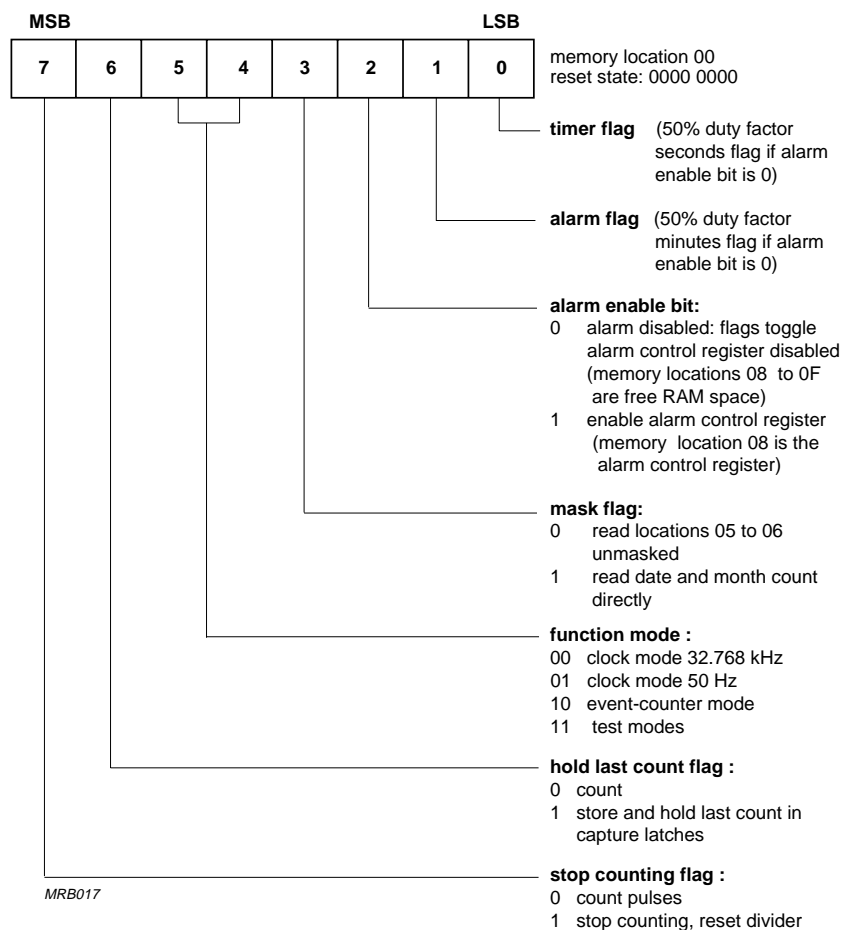 MSB LSB
7 6 5 4 3 2 1 0
memory location 00
reset state: 0000 0000
timer flag (50% duty factor
seconds flag if alarm
enable bit is 0)
alarm flag (50% duty factor
minutes flag if alarm
enable bit is 0)
alarm enable bit:
0 alarm disabled: flags toggle
alarm control register disabled
(memory locations 08 to 0F
are free RAM space)
1 enable alarm control register
(memory location 08 is the
alarm control register)
mask flag:
0 read locations 05 to 06
unmasked
1 read date and month count
directly
function mode :
00 clock mode 32.768 kHz
01 clock mode 50 Hz
10 event-counter mode
11 test modes
hold last count flag :
0 count
1 store and hold last count in
capture latches
stop counting flag :
0 count pulses
1 stop counting, reset divider
MRB017